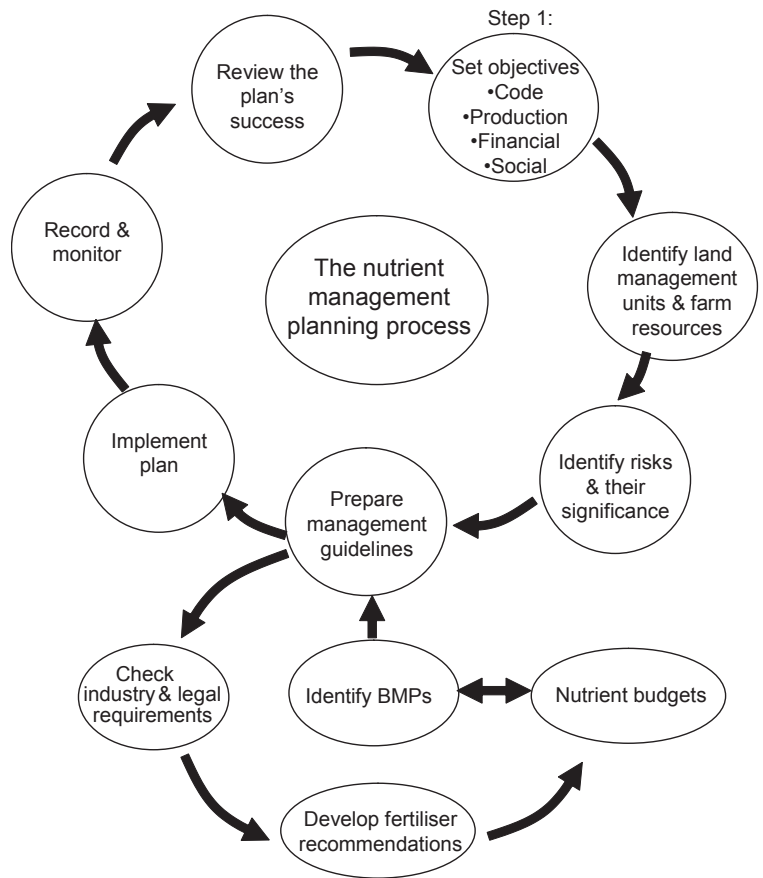 Step 1:
Set objectives
•Code
•Production
•Financial
•Social
Identify land
management
units & farm
resources
Identify risks
& their
significance
Prepare
management
guidelines
Implement
plan
Record &
monitor
Review the
plan's
success
The nutrient
management
planning process
Check
industry & legal
requirements
Develop fertiliser
recommendations
Nutrient budgets
Identify BMPs